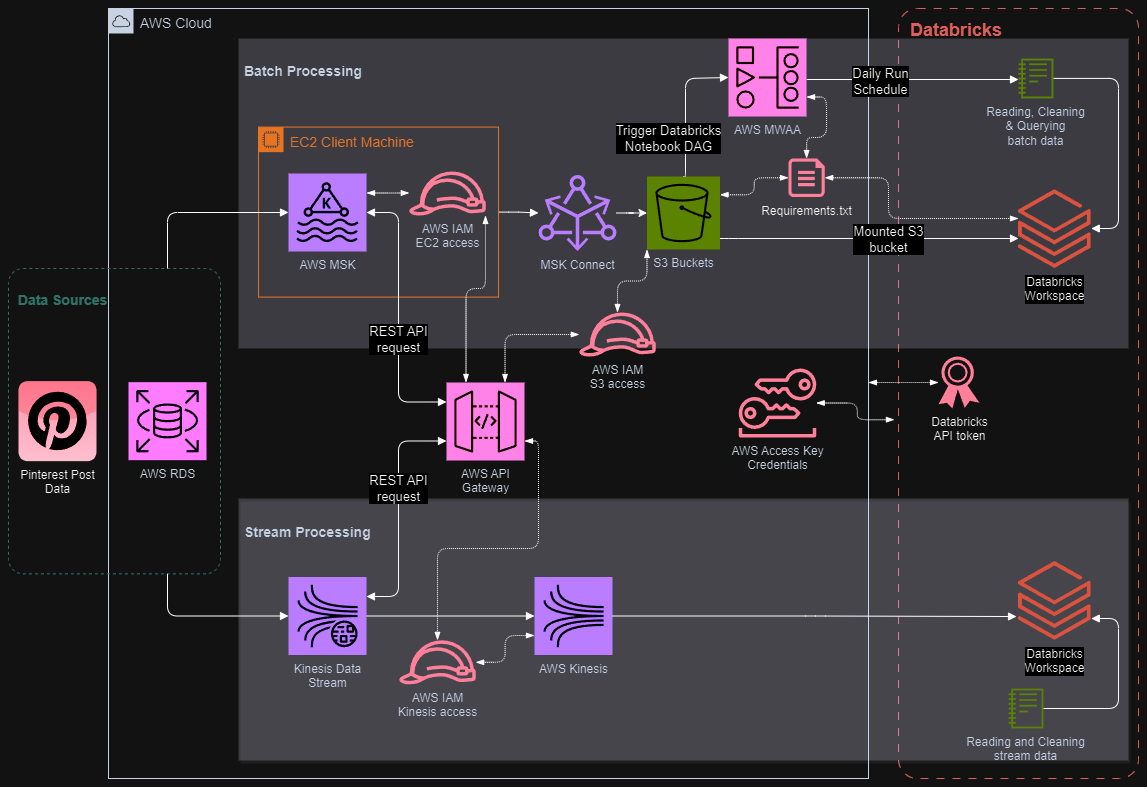 AWS Cloud
Databricks
Batch Processing
Daily Run
Schedule
AWS MWAA
Reading, Cleaning
& Querying
batch data
Trigger Databricks
Notebook DAG
EC2 Client Machine
K
AWS MSK
AWS IAM
EC2 access
MSK Connect
S3 Buckets
Requirements.txt
Mounted S3
bucket
Databricks
Workspace
Data Sources
REST API
request
AWS IAM
S3 access
Pinterest Post
Data
AWS RDS
</>
AWS API
Gateway
AWS Access Key
Credentials
Databricks
API token
REST API
request
Stream Processing
Kinesis Data
Stream
AWS IAM
Kinesis access
AWS Kinesis
Databricks
Workspace
Reading and Cleaning
stream data